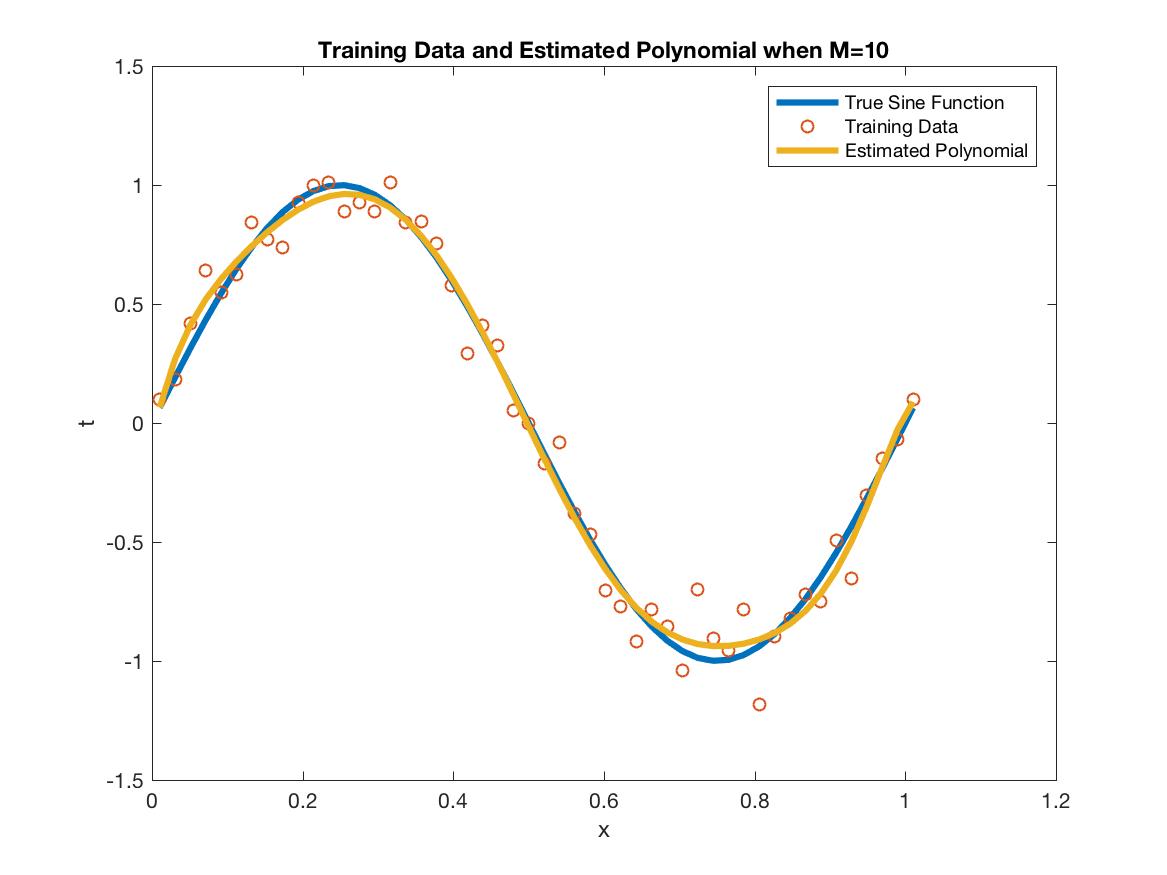 Training Data and Estimated Polynomial when M=10
True Sine Function
Training Data
Estimated Polynomial
1.5
1
0.5
0
-0.5
-1
-1.5
t
0
0.2
0.4
0.6
0.8
1
1.2
x